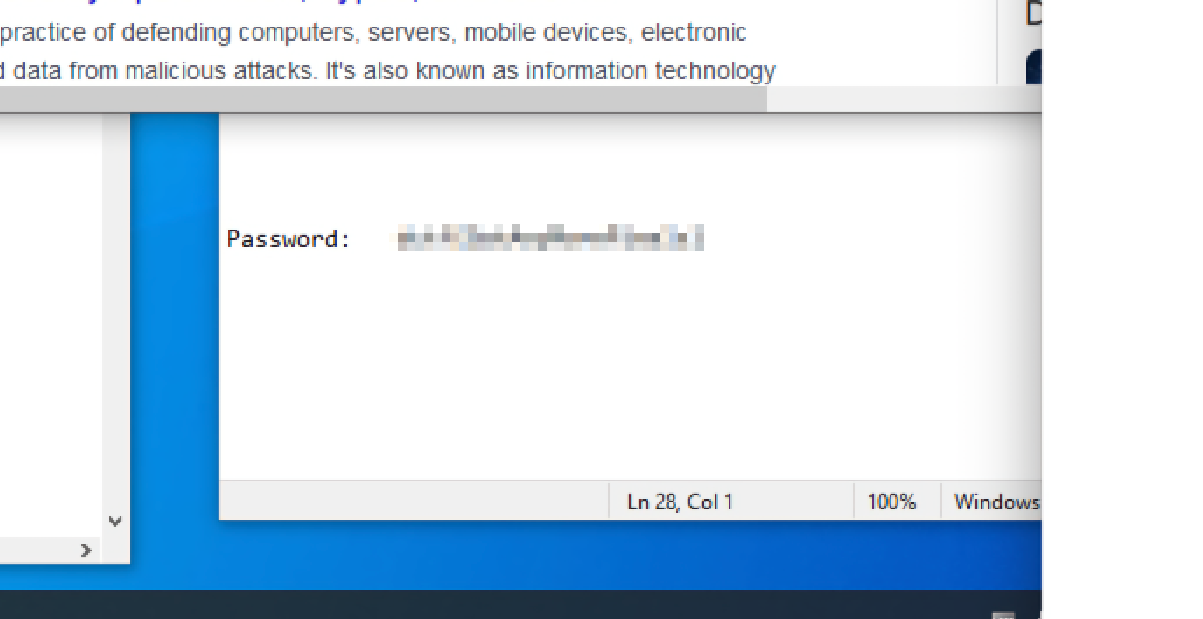 practice of defending computers, servers, mobile devices, electronic
data from malicious attacks. It's also known as information technology
Password:
Ln 28, Col 1 100% Windows